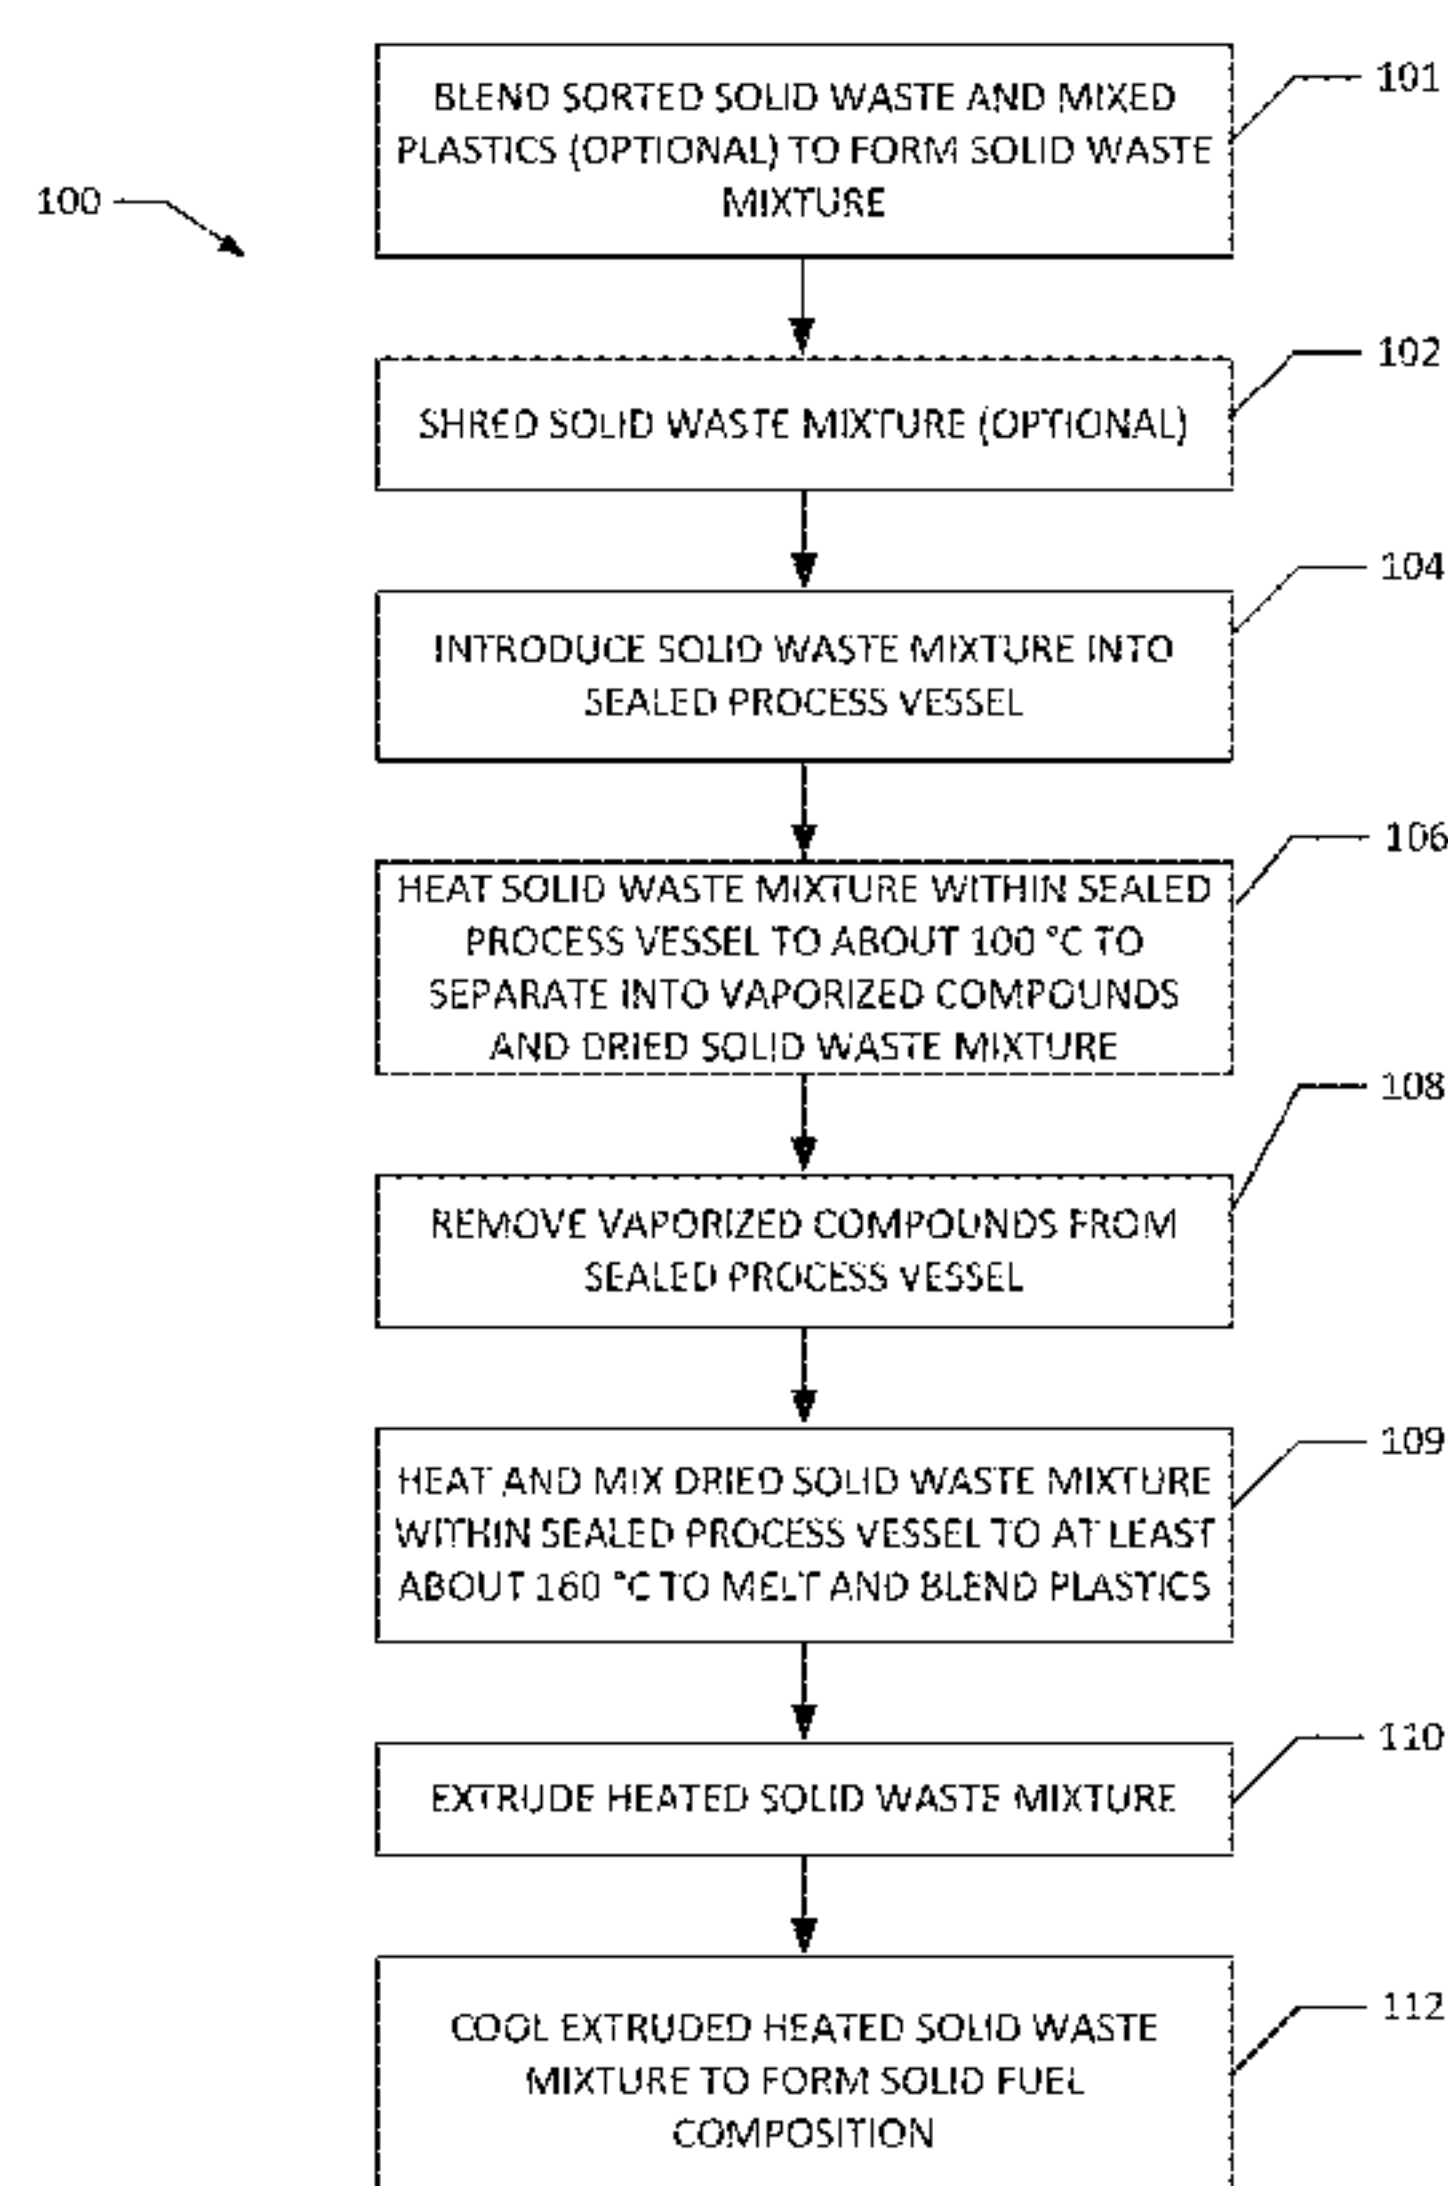 101
BLEND SORTED SOLID WASTE AND MIXED
PLASTICS (OPTIONAL) TO FORM SOLID WASTE
MIXTURE
100
102
SHRED SOLID WASTE MIXTURE (OPTIONAL)
104
INTRODUCE SOLID WASTE MIXTURE INTO
SEALED PROCESS VESSEL
106
HEAT SOLID WASTE MIXTURE WITHIN SEALED
PROCESS VESSEL TO ABOUT 100 °C TO
SEPARATE INTO VAPORIZED COMPOUNDS
AND DRIED SOLID WASTE MIXTURE
108
REMOVE VAPORIZED COMPOUNDS FROM
SEALED PROCESS VESSEL
109
HEAT AND MIX DRIED SOLID WASTE MIXTURE
WITHIN SEALED PROCESS VESSEL TO AT LEAST
ABOUT 160 °C TO MELT AND BLEND PLASTICS
110
EXTRUDE HEATED SOLID WASTE MIXTURE
112
COOL EXTRUDED HEATED SOLID WASTE
MIXTURE TO FORM SOLID FUEL
COMPOSITION